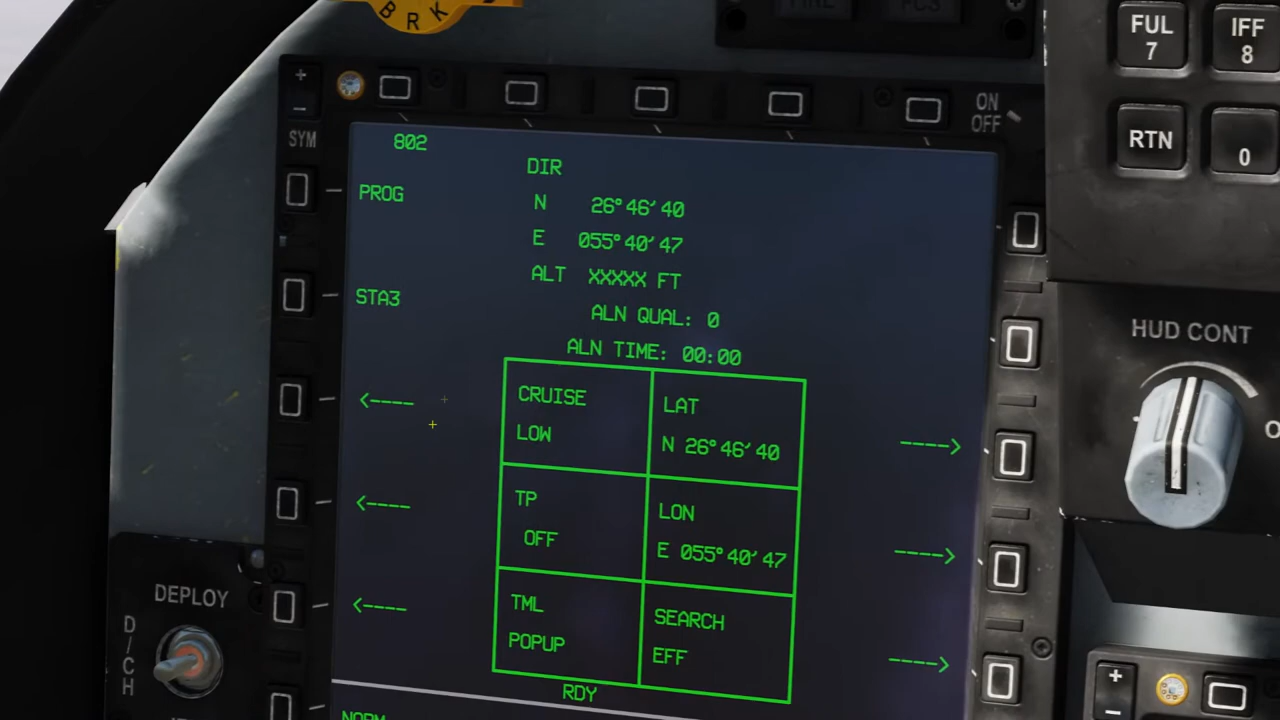 BRK
FUL 7
IFF 8
ON
OFF
SYM
+
−
RTN
0
802
DIR
PROG
N 26°46′40
E 055°40′47
ALT XXXXX FT
STA3
ALN QUAL: 0
ALN TIME: 00:00
HUD CONT
CRUISE
LOW
LAT
N 26°46′40
TP
OFF
LON
E 055°40′47
TML
POPUP
SEARCH
EFF
RDY
DEPLOY
D/CH
+
−